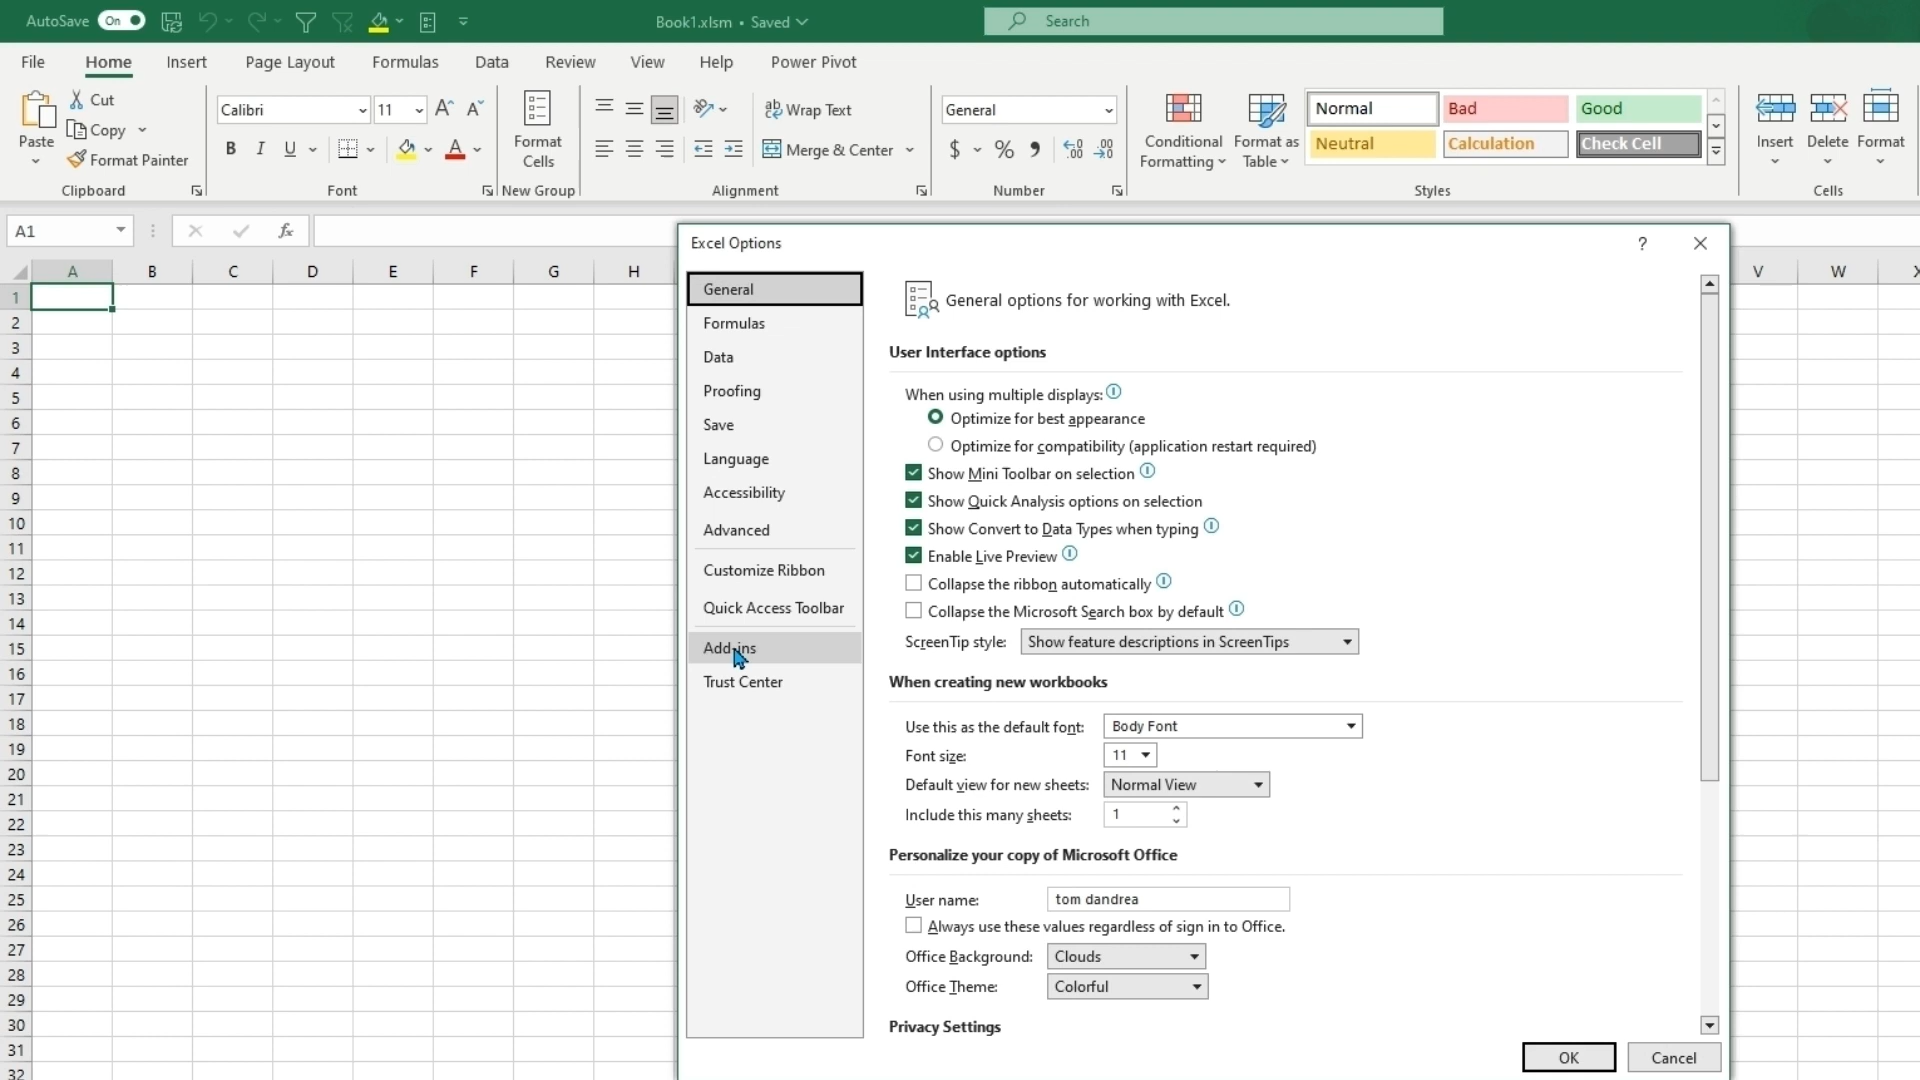 AutoSave On Book1.xlsm • Saved Search
File Home Insert Page Layout Formulas Data Review View Help Power Pivot
Paste
Cut
Copy
Format Painter
Clipboard
Calibri 11
B I U A
Font
Format
Cells
New Group
Wrap Text
Merge & Center
Alignment
General
$ % 9
Number
Conditional
Formatting
Format as
Table
Normal Bad Good
Neutral Calculation Check Cell
Styles
Insert Delete Format
Cells
A1 fx
A B C D E F G H V W X
1
2
3
4
5
6
7
8
9
10
11
12
13
14
15
16
17
18
19
20
21
22
23
24
25
26
27
28
29
30
31
32
Excel Options ?
General
Formulas
Data
Proofing
Save
Language
Accessibility
Advanced
Customize Ribbon
Quick Access Toolbar
Add-ins
Trust Center
General options for working with Excel.
User Interface options
When using multiple displays:
Optimize for best appearance
Optimize for compatibility (application restart required)
Show Mini Toolbar on selection
Show Quick Analysis options on selection
Show Convert to Data Types when typing
Enable Live Preview
Collapse the ribbon automatically
Collapse the Microsoft Search box by default
ScreenTip style: Show feature descriptions in ScreenTips
When creating new workbooks
Use this as the default font: Body Font
Font size: 11
Default view for new sheets: Normal View
Include this many sheets: 1
Personalize your copy of Microsoft Office
User name: tom dandrea
Always use these values regardless of sign in to Office.
Office Background: Clouds
Office Theme: Colorful
Privacy Settings
OK Cancel